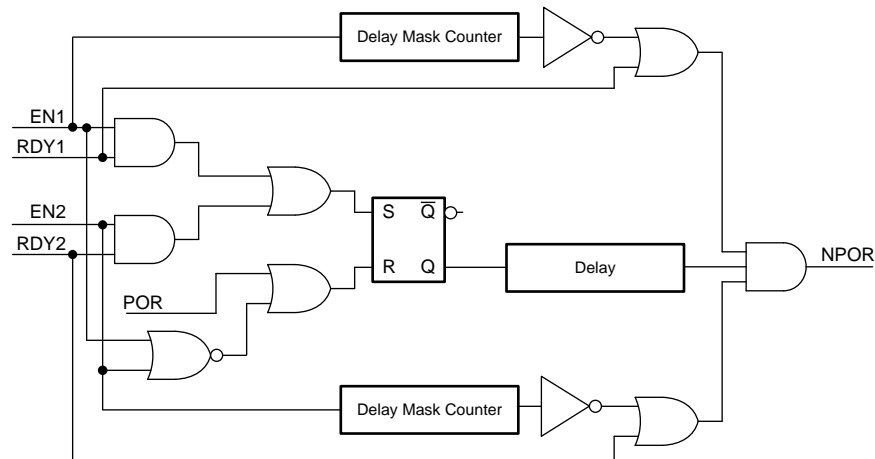 Delay Mask Counter
EN1
RDY1
EN2
RDY2
S Q̅
R Q
Delay
NPOR
POR
Delay Mask Counter